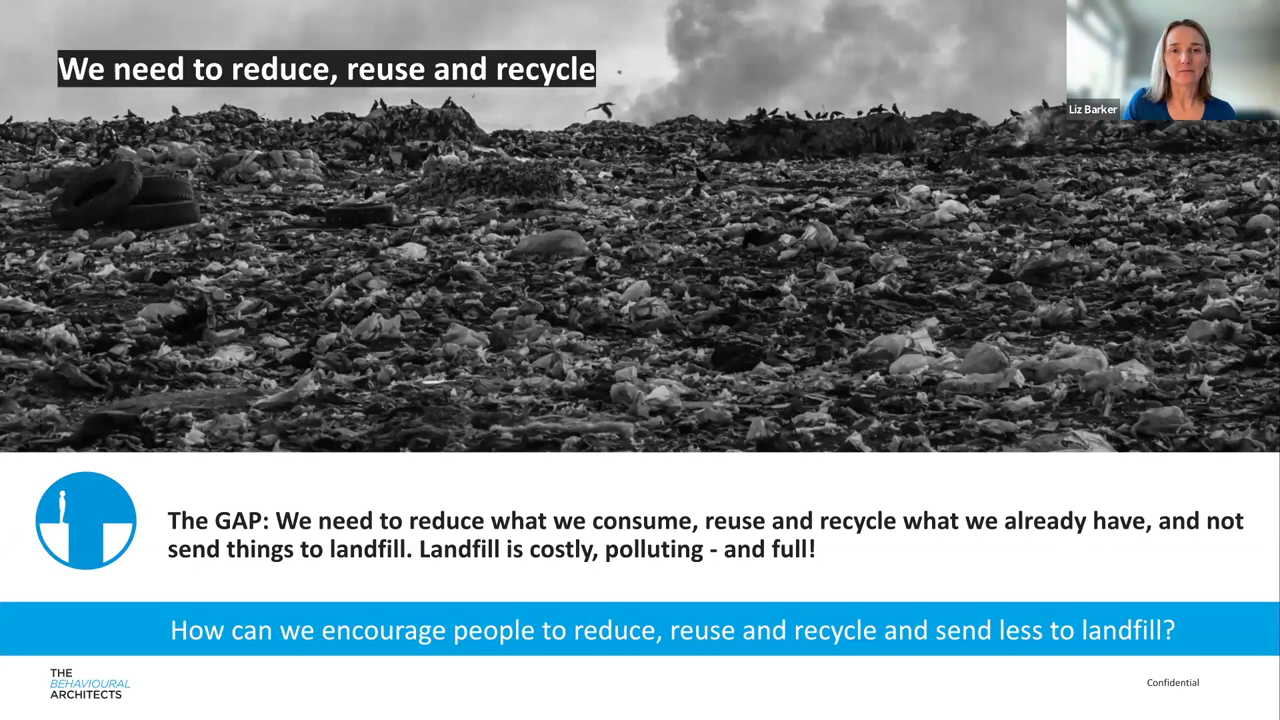 We need to reduce, reuse and recycle
Liz Barker
The GAP: We need to reduce what we consume, reuse and recycle what we already have, and not
send things to landfill. Landfill is costly, polluting - and full!
How can we encourage people to reduce, reuse and recycle and send less to landfill?
THE
BEHAVIOURAL
ARCHITECTS
Confidential